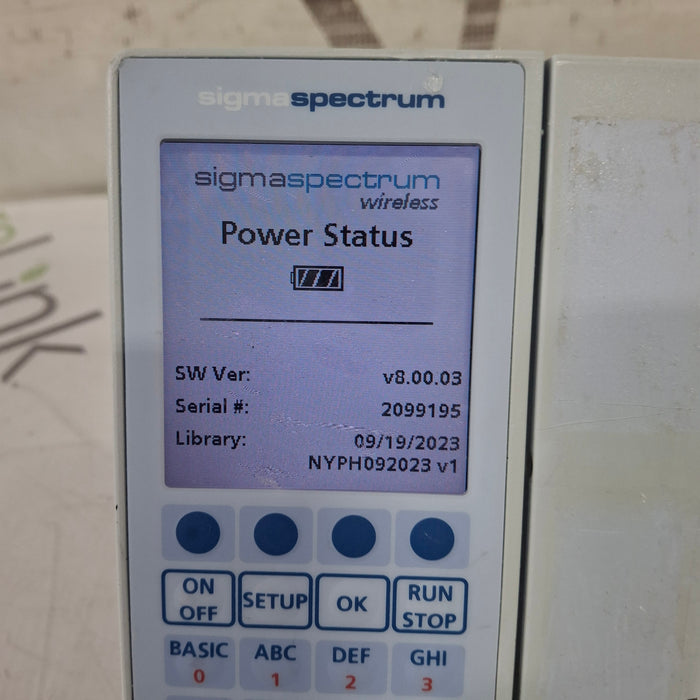 sigmaspectrum
sigmaspectrum
wireless
Power Status
SW Ver: v8.00.03
Serial #: 2099195
Library: 09/19/2023
NYPH092023 v1
ON OFF
SETUP
OK
RUN STOP
BASIC 0
ABC 1
DEF 2
GHI 3